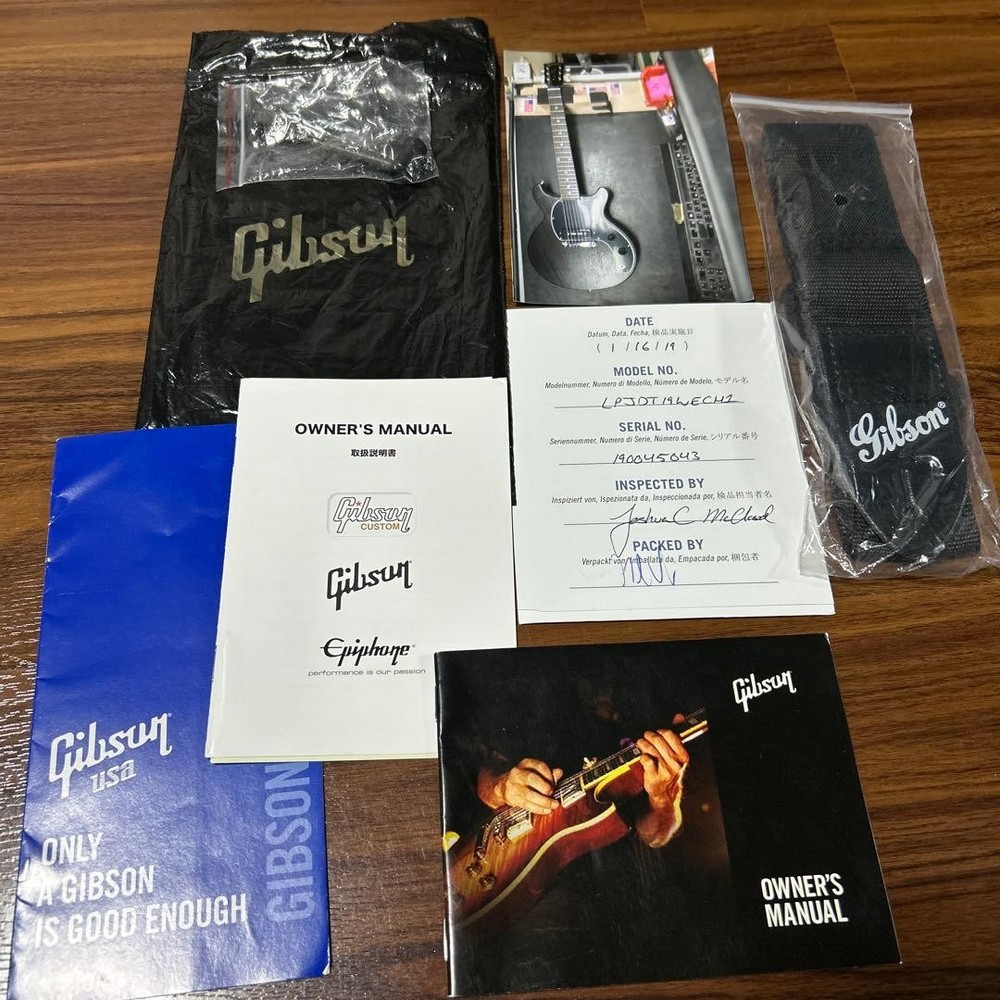 Gibson
DATE
Datum, Data, Fecha, 検品実施日
( 1 / 16 / 19 )
MODEL NO.
Modelnummer, Numero di Modello, Número de Modelo, モデル名
LPJDT19WECH1
SERIAL NO.
Seriennummer, Numero di Serie, Número de Serie, シリアル番号
190045043
INSPECTED BY
Inspiziert von, Ispezionata da, Inspeccionada por, 検品担当者名
Joshua C McCloud
PACKED BY
Verpackt von, Imballata da, Empacada por, 梱包者
Gibson®
OWNER'S MANUAL
取扱説明書
Gibson
CUSTOM
Gibson
Epiphone®
performance is our passion
Gibson
usa
ONLY
A GIBSON
IS GOOD ENOUGH
GIBSON
Gibson
OWNER'S
MANUAL